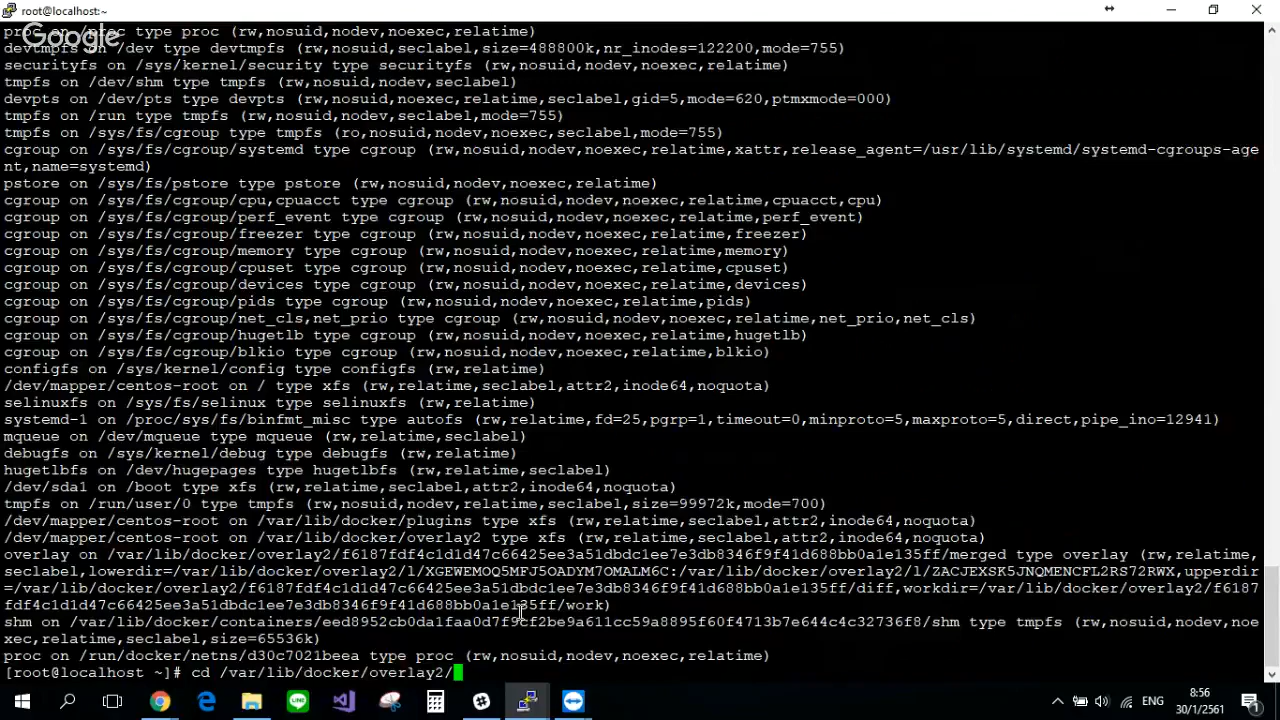 root@localhost:~
proc on /proc type proc (rw,nosuid,nodev,noexec,relatime)
Google
devtmpfs on /dev type devtmpfs (rw,nosuid,seclabel,size=488800k,nr_inodes=122200,mode=755)
securityfs on /sys/kernel/security type securityfs (rw,nosuid,nodev,noexec,relatime)
tmpfs on /dev/shm type tmpfs (rw,nosuid,nodev,seclabel)
devpts on /dev/pts type devpts (rw,nosuid,noexec,relatime,seclabel,gid=5,mode=620,ptmxmode=000)
tmpfs on /run type tmpfs (rw,nosuid,nodev,seclabel,mode=755)
tmpfs on /sys/fs/cgroup type tmpfs (ro,nosuid,nodev,noexec,seclabel,mode=755)
cgroup on /sys/fs/cgroup/systemd type cgroup (rw,nosuid,nodev,noexec,relatime,xattr,release_agent=/usr/lib/systemd/systemd-cgroups-age
nt,name=systemd)
pstore on /sys/fs/pstore type pstore (rw,nosuid,nodev,noexec,relatime)
cgroup on /sys/fs/cgroup/cpu,cpuacct type cgroup (rw,nosuid,nodev,noexec,relatime,cpuacct,cpu)
cgroup on /sys/fs/cgroup/perf_event type cgroup (rw,nosuid,nodev,noexec,relatime,perf_event)
cgroup on /sys/fs/cgroup/freezer type cgroup (rw,nosuid,nodev,noexec,relatime,freezer)
cgroup on /sys/fs/cgroup/memory type cgroup (rw,nosuid,nodev,noexec,relatime,memory)
cgroup on /sys/fs/cgroup/cpuset type cgroup (rw,nosuid,nodev,noexec,relatime,cpuset)
cgroup on /sys/fs/cgroup/devices type cgroup (rw,nosuid,nodev,noexec,relatime,devices)
cgroup on /sys/fs/cgroup/pids type cgroup (rw,nosuid,nodev,noexec,relatime,pids)
cgroup on /sys/fs/cgroup/net_cls,net_prio type cgroup (rw,nosuid,nodev,noexec,relatime,net_prio,net_cls)
cgroup on /sys/fs/cgroup/hugetlb type cgroup (rw,nosuid,nodev,noexec,relatime,hugetlb)
cgroup on /sys/fs/cgroup/blkio type cgroup (rw,nosuid,nodev,noexec,relatime,blkio)
configfs on /sys/kernel/config type configfs (rw,relatime)
/dev/mapper/centos-root on / type xfs (rw,relatime,seclabel,attr2,inode64,noquota)
selinuxfs on /sys/fs/selinux type selinuxfs (rw,relatime)
systemd-1 on /proc/sys/fs/binfmt_misc type autofs (rw,relatime,fd=25,pgrp=1,timeout=0,minproto=5,maxproto=5,direct,pipe_ino=12941)
mqueue on /dev/mqueue type mqueue (rw,relatime,seclabel)
debugfs on /sys/kernel/debug type debugfs (rw,relatime)
hugetlbfs on /dev/hugepages type hugetlbfs (rw,relatime,seclabel)
/dev/sda1 on /boot type xfs (rw,relatime,seclabel,attr2,inode64,noquota)
tmpfs on /run/user/0 type tmpfs (rw,nosuid,nodev,relatime,seclabel,size=99972k,mode=700)
/dev/mapper/centos-root on /var/lib/docker/plugins type xfs (rw,relatime,seclabel,attr2,inode64,noquota)
/dev/mapper/centos-root on /var/lib/docker/overlay2 type xfs (rw,relatime,seclabel,attr2,inode64,noquota)
overlay on /var/lib/docker/overlay2/f6187fdf4c1d1d47c66425ee3a51dbdc1ee7e3db8346f9f41d688bb0a1e135ff/merged type overlay (rw,relatime,
seclabel,lowerdir=/var/lib/docker/overlay2/l/XGEWEMOQ5MFJ5OADYM7OMALM6C:/var/lib/docker/overlay2/l/ZACJEXSK5JNQMENCFL2RS72RWX,upperdir
=/var/lib/docker/overlay2/f6187fdf4c1d1d47c66425ee3a51dbdc1ee7e3db8346f9f41d688bb0a1e135ff/diff,workdir=/var/lib/docker/overlay2/f6187
fdf4c1d1d47c66425ee3a51dbdc1ee7e3db8346f9f41d688bb0a1e135ff/work)
shm on /var/lib/docker/containers/eed8952cb0da1faa0d7f9cf2be9a611cc59a8895f60f4713b7e644c4c32736f8/shm type tmpfs (rw,nosuid,nodev,noe
xec,relatime,seclabel,size=65536k)
proc on /run/docker/netns/d30c7021beea type proc (rw,nosuid,nodev,noexec,relatime)
[root@localhost ~]# cd /var/lib/docker/overlay2/
ENG
8:56
30/1/2561